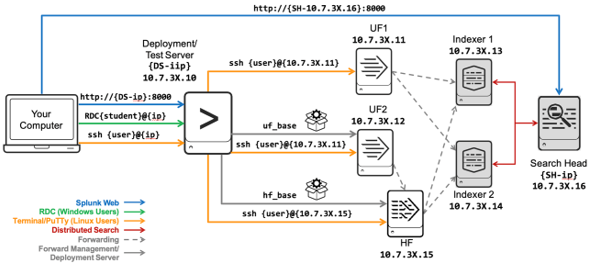 http://{SH-10.7.3X.16}:8000
Deployment/
Test Server
{DS-iip}
10.7.3X.10
UF1
10.7.3X.11
Indexer 1
10.7.3X.13
ssh {user}@{10.7.3X.11}
http://{DS-ip}:8000
Your
Computer
RDC{student}@{ip}
ssh {user}@{ip}
>
UF2
10.7.3X.12
uf_base
ssh {user}@{10.7.3X.11}
Search Head
{SH-ip}
10.7.3X.16
Indexer 2
10.7.3X.14
hf_base
ssh {user}@{10.7.3X.15}
HF
10.7.3X.15
Splunk Web
RDC (Windows Users)
Terminal/PuTTy (Linux Users)
Distributed Search
Forwarding
Forward Management/
Deployment Server